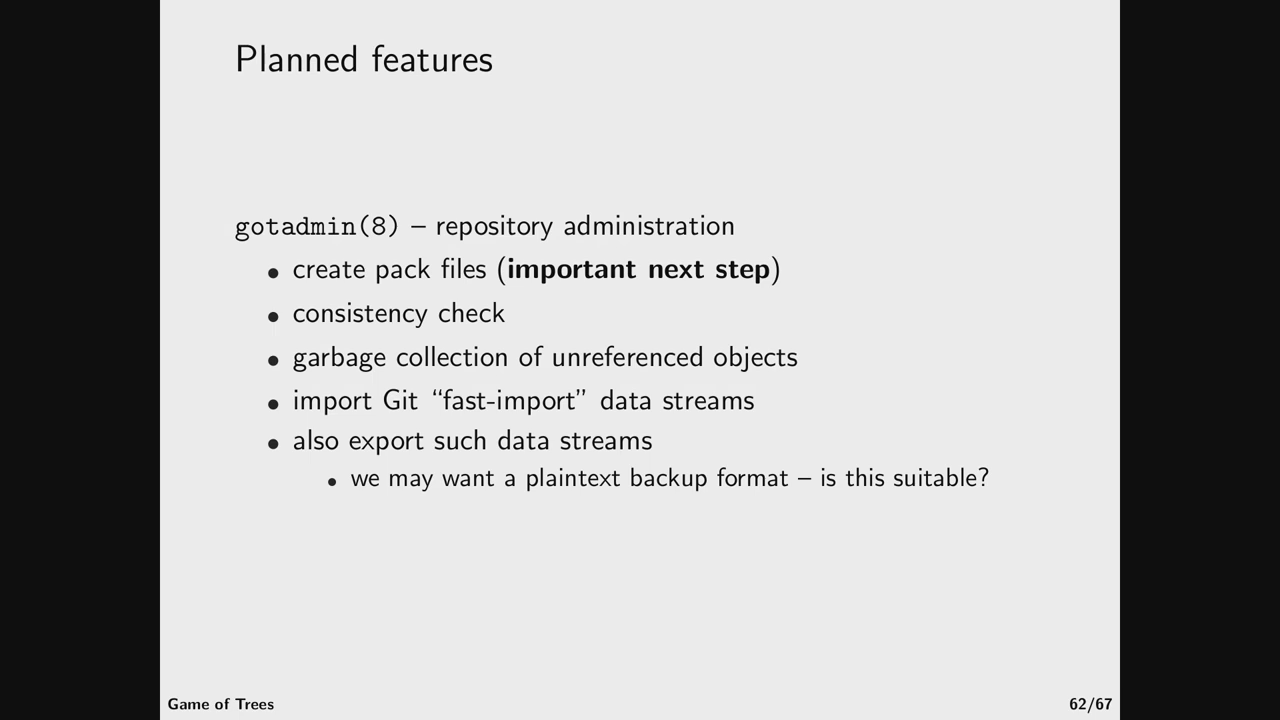 Planned features
gotadmin(8) – repository administration
• create pack files (important next step)
• consistency check
• garbage collection of unreferenced objects
• import Git “fast-import” data streams
• also export such data streams
• we may want a plaintext backup format – is this suitable?
Game of Trees
62/67